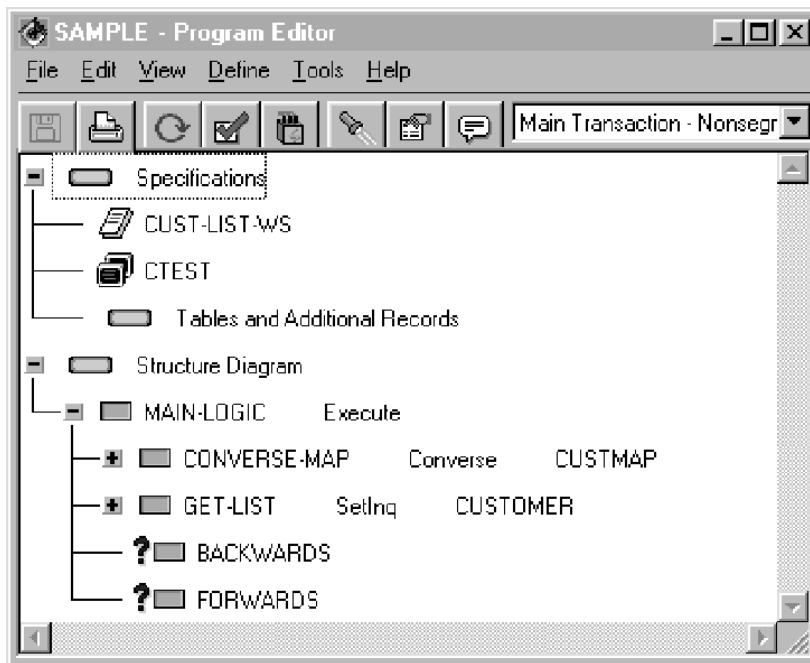 SAMPLE - Program Editor
File Edit View Define Tools Help
Main Transaction - Nonsegr
Specifications
CUST-LIST-WS
CTEST
Tables and Additional Records
Structure Diagram
MAIN-LOGIC Execute
CONVERSE-MAP Converse CUSTMAP
GET-LIST SetInq CUSTOMER
? BACKWARDS
? FORWARDS